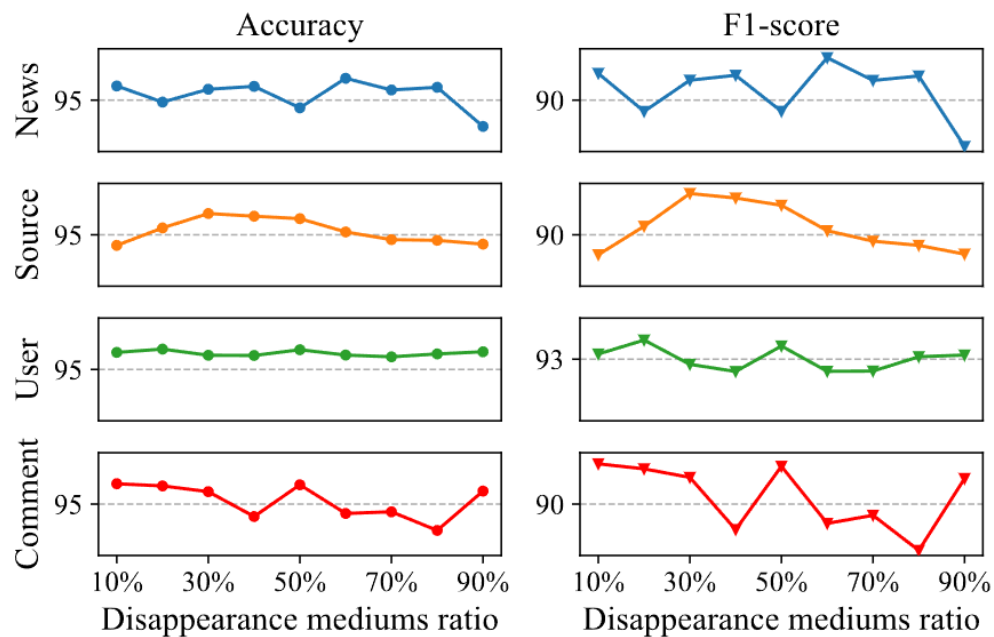 Accuracy F1-score
News 95 90
Source 95 90
User 95 93
Comment 95 90
10% 30% 50% 70% 90% 10% 30% 50% 70% 90%
Disappearance mediums ratio Disappearance mediums ratio